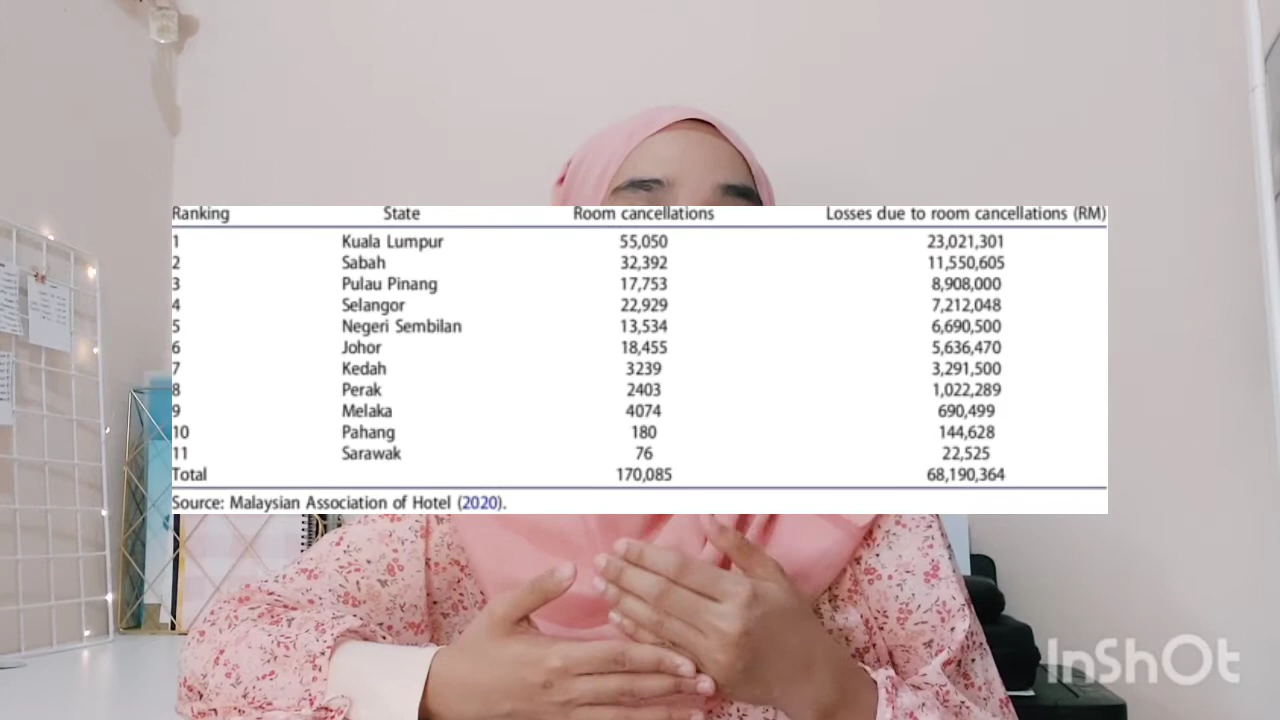 Ranking State Room cancellations Losses due to room cancellations (RM)
1 Kuala Lumpur 55,050 23,021,301
2 Sabah 32,392 11,550,605
3 Pulau Pinang 17,753 8,908,000
4 Selangor 22,929 7,212,048
5 Negeri Sembilan 13,534 6,690,500
6 Johor 18,455 5,636,470
7 Kedah 3239 3,291,500
8 Perak 2403 1,022,289
9 Melaka 4074 690,499
10 Pahang 180 144,628
11 Sarawak 76 22,525
Total 170,085 68,190,364
Source: Malaysian Association of Hotel (2020).
InShOt